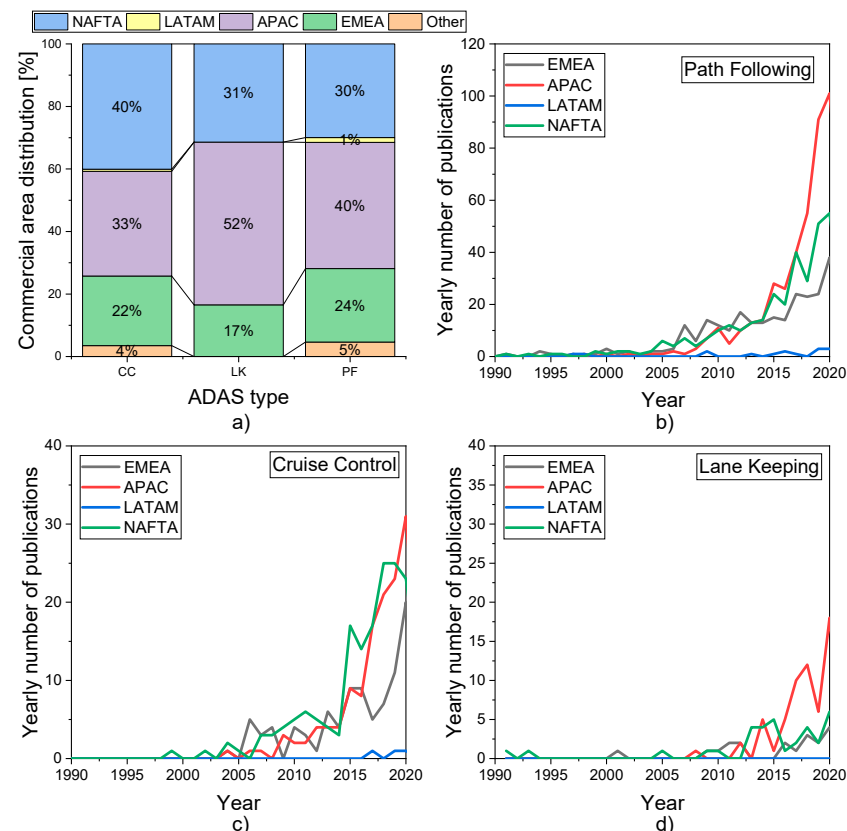 NAFTA LATAM APAC EMEA Other
Commercial area distribution [%]
100
80
60
40
20
0
40%
33%
22%
4%
31%
52%
17%
30%
1%
40%
24%
5%
CC LK PF
ADAS type
a)
Yearly number of publications
120
100
80
60
40
20
0
EMEA
APAC
LATAM
NAFTA
Path Following
1990 1995 2000 2005 2010 2015 2020
Year
b)
Yearly number of publications
40
30
20
10
0
EMEA
APAC
LATAM
NAFTA
Cruise Control
1990 1995 2000 2005 2010 2015 2020
Year
c)
Yearly number of publications
40
35
30
25
20
15
10
5
0
EMEA
APAC
LATAM
NAFTA
Lane Keeping
1990 1995 2000 2005 2010 2015 2020
Year
d)